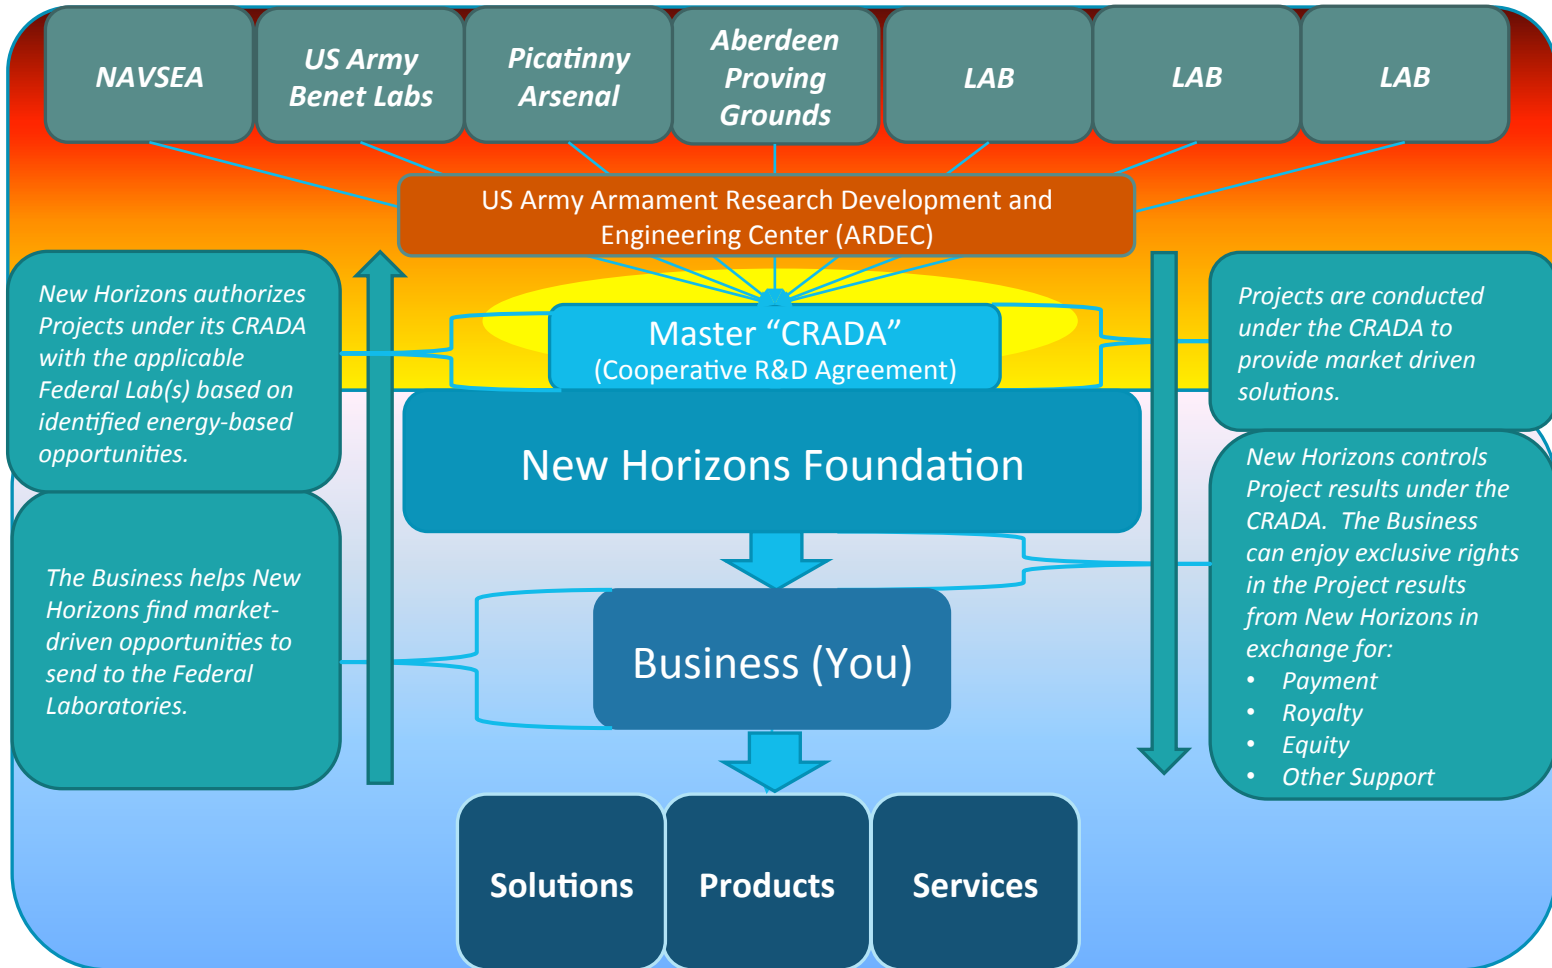 NAVSEA
US Army
Benet Labs
Picatinny
Arsenal
Aberdeen
Proving
Grounds
LAB
LAB
LAB
US Army Armament Research Development and
Engineering Center (ARDEC)
New Horizons authorizes
Projects under its CRADA
with the applicable
Federal Lab(s) based on
identified energy-based
opportunities.
Master “CRADA”
(Cooperative R&D Agreement)
Projects are conducted
under the CRADA to
provide market driven
solutions.
New Horizons Foundation
The Business helps New
Horizons find market-
driven opportunities to
send to the Federal
Laboratories.
New Horizons controls
Project results under the
CRADA.  The Business
can enjoy exclusive rights
in the Project results
from New Horizons in
exchange for:
• Payment
• Royalty
• Equity
• Other Support
Business (You)
Solutions
Products
Services